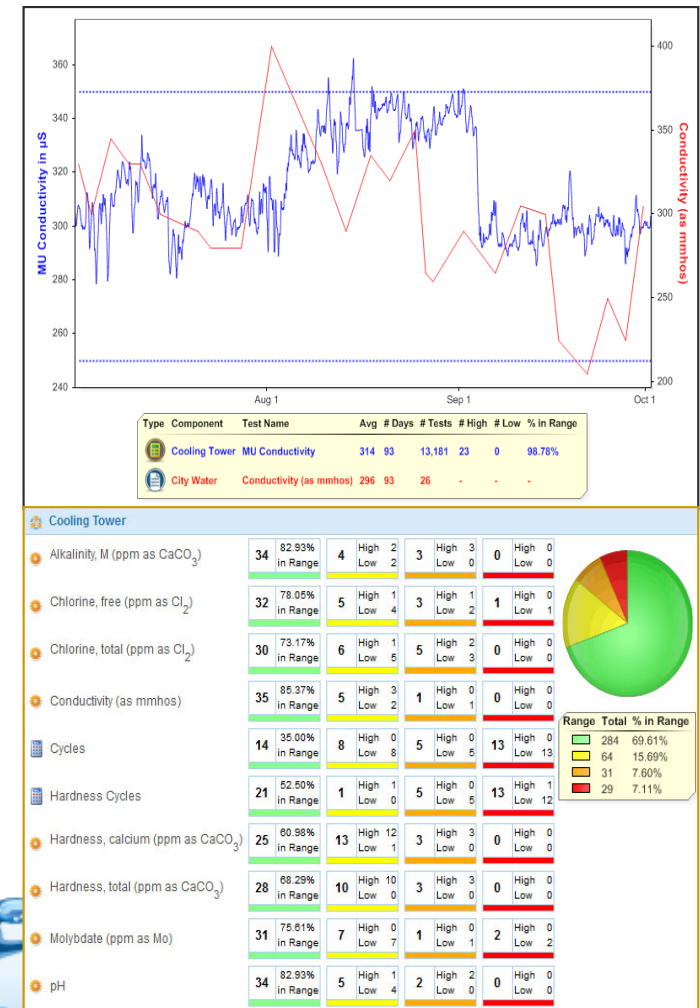 MU Conductivity in µS
360
340
320
300
280
260
240
Aug 1
Sep 1
Oct 1
400
350
300
250
200
Conductivity (as mmhos)
Type Component Test Name Avg # Days # Tests # High # Low % in Range
Cooling Tower MU Conductivity 314 93 13,181 23 0 98.78%
City Water Conductivity (as mmhos) 296 93 26 - - -
Cooling Tower
Alkalinity, M (ppm as CaCO3) 34 82.93% in Range 4 High 2 Low 2 3 High 3 Low 0 0 High 0 Low 0
Chlorine, free (ppm as Cl2) 32 78.05% in Range 5 High 1 Low 4 3 High 1 Low 2 1 High 0 Low 1
Chlorine, total (ppm as Cl2) 30 73.17% in Range 6 High 1 Low 5 5 High 2 Low 3 0 High 0 Low 0
Conductivity (as mmhos) 35 85.37% in Range 5 High 3 Low 2 1 High 0 Low 1 0 High 0 Low 0
Cycles 14 35.00% in Range 8 High 0 Low 8 5 High 0 Low 5 13 High 0 Low 13
Hardness Cycles 21 52.50% in Range 1 High 1 Low 0 5 High 0 Low 5 13 High 1 Low 12
Hardness, calcium (ppm as CaCO3) 25 60.98% in Range 13 High 12 Low 1 3 High 3 Low 0 0 High 0 Low 0
Hardness, total (ppm as CaCO3) 28 68.29% in Range 10 High 10 Low 0 3 High 3 Low 0 0 High 0 Low 0
Molybdate (ppm as Mo) 31 75.61% in Range 7 High 0 Low 7 1 High 0 Low 1 2 High 0 Low 2
pH 34 82.93% in Range 5 High 1 Low 4 2 High 2 Low 0 0 High 0 Low 0
Range Total % in Range
284 69.61%
64 15.69%
31 7.60%
29 7.11%